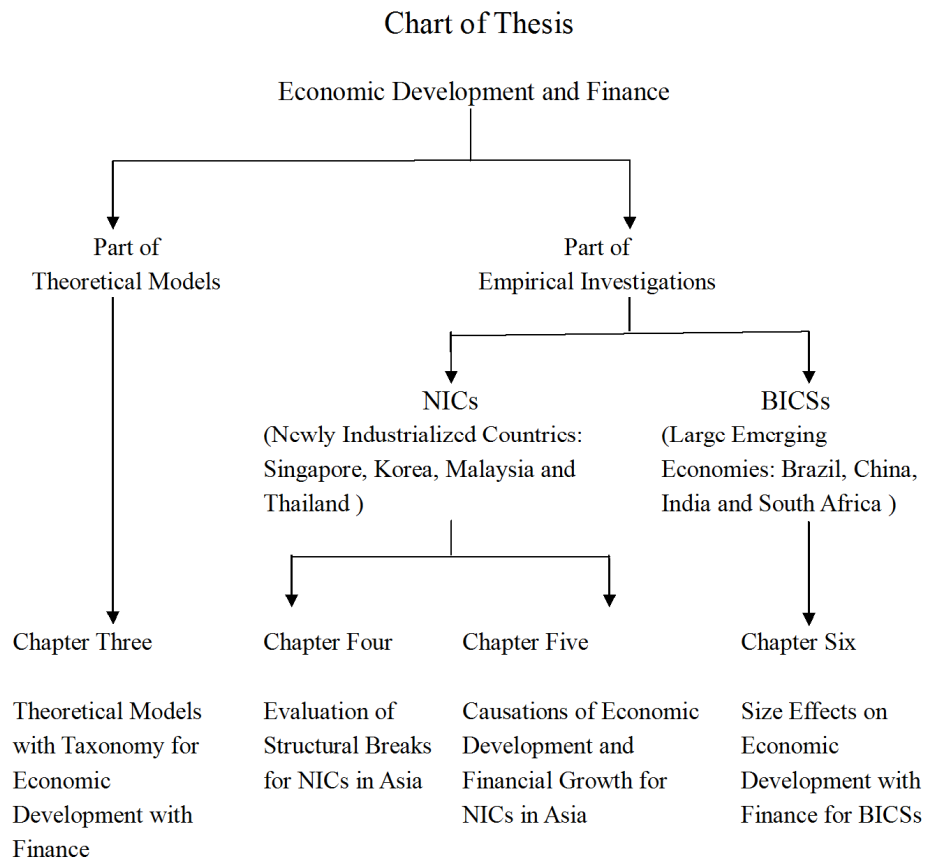 Chart of Thesis
Economic Development and Finance
Part of
Theoretical Models
Part of
Empirical Investigations
NICs
(Newly Industrialized Countries:
Singapore, Korea, Malaysia and
Thailand )
BICSs
(Large Emerging
Economies: Brazil, China,
India and South Africa )
Chapter Three
Theoretical Models
with Taxonomy for
Economic
Development with
Finance
Chapter Four
Evaluation of
Structural Breaks
for NICs in Asia
Chapter Five
Causations of Economic
Development and
Financial Growth for
NICs in Asia
Chapter Six
Size Effects on
Economic
Development with
Finance for BICSs